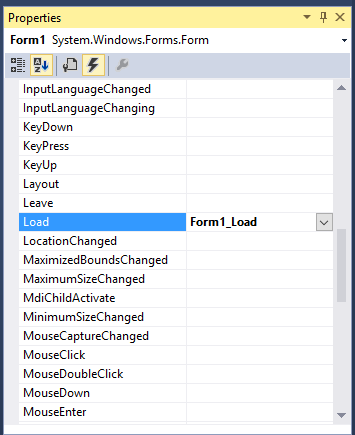 Properties
Form1 System.Windows.Forms.Form
InputLanguageChanged
InputLanguageChanging
KeyDown
KeyPress
KeyUp
Layout
Leave
Load Form1_Load
LocationChanged
MaximizedBoundsChanged
MaximumSizeChanged
MdiChildActivate
MinimumSizeChanged
MouseCaptureChanged
MouseClick
MouseDoubleClick
MouseDown
MouseEnter